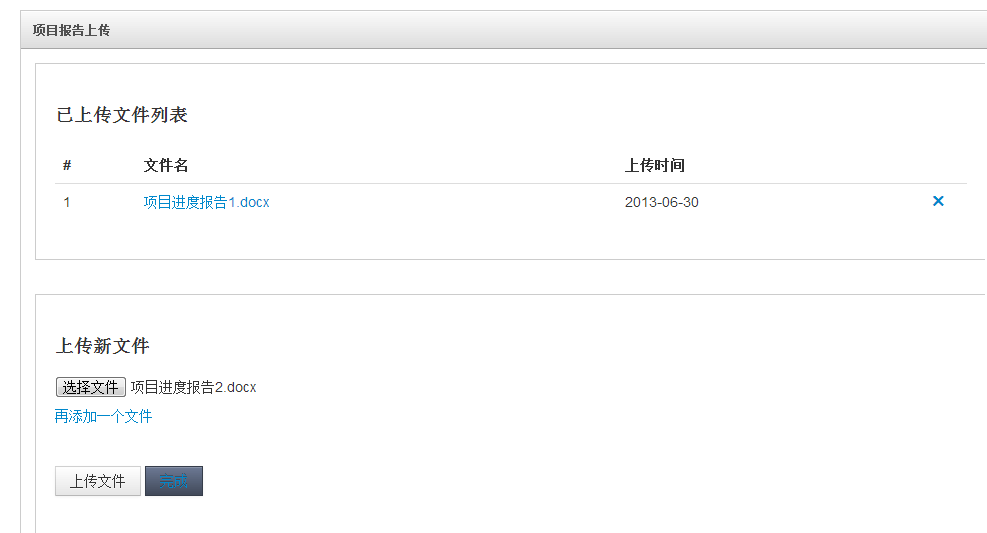 项目报告上传
已上传文件列表
# 文件名 上传时间
1 项目进度报告1.docx 2013-06-30 ×
上传新文件
选择文件 项目进度报告2.docx
再添加一个文件
上传文件 完成